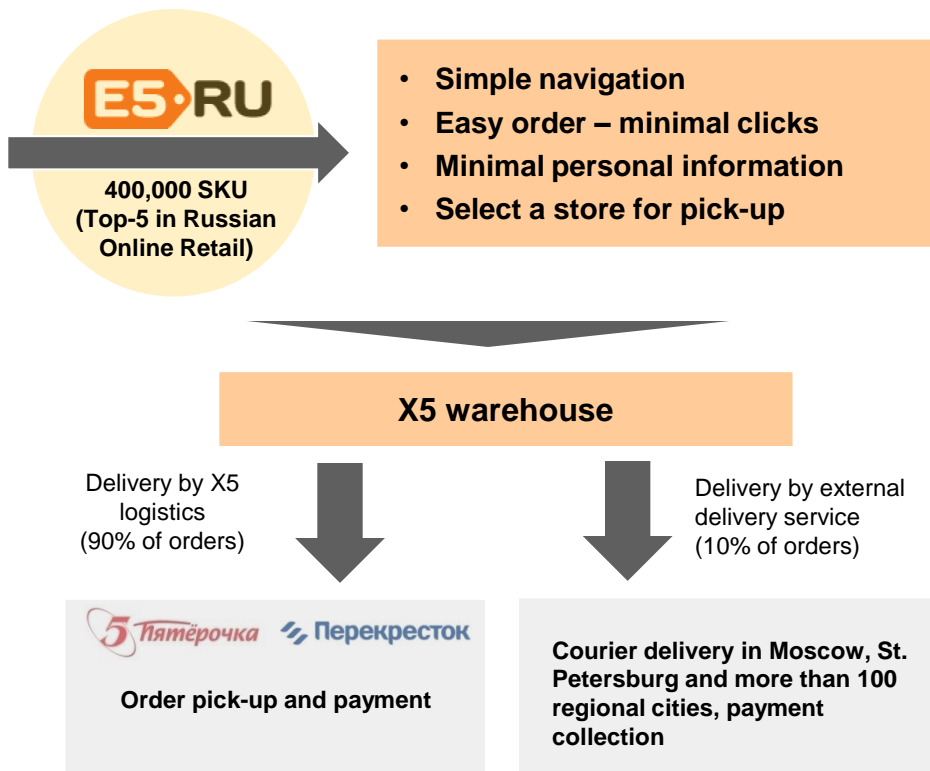 E5.RU
400,000 SKU
(Top-5 in Russian
Online Retail)
• Simple navigation
• Easy order – minimal clicks
• Minimal personal information
• Select a store for pick-up
X5 warehouse
Delivery by X5
logistics
(90% of orders)
Delivery by external
delivery service
(10% of orders)
5 Пятёрочка
Перекресток
Order pick-up and payment
Courier delivery in Moscow, St.
Petersburg and more than 100
regional cities, payment
collection